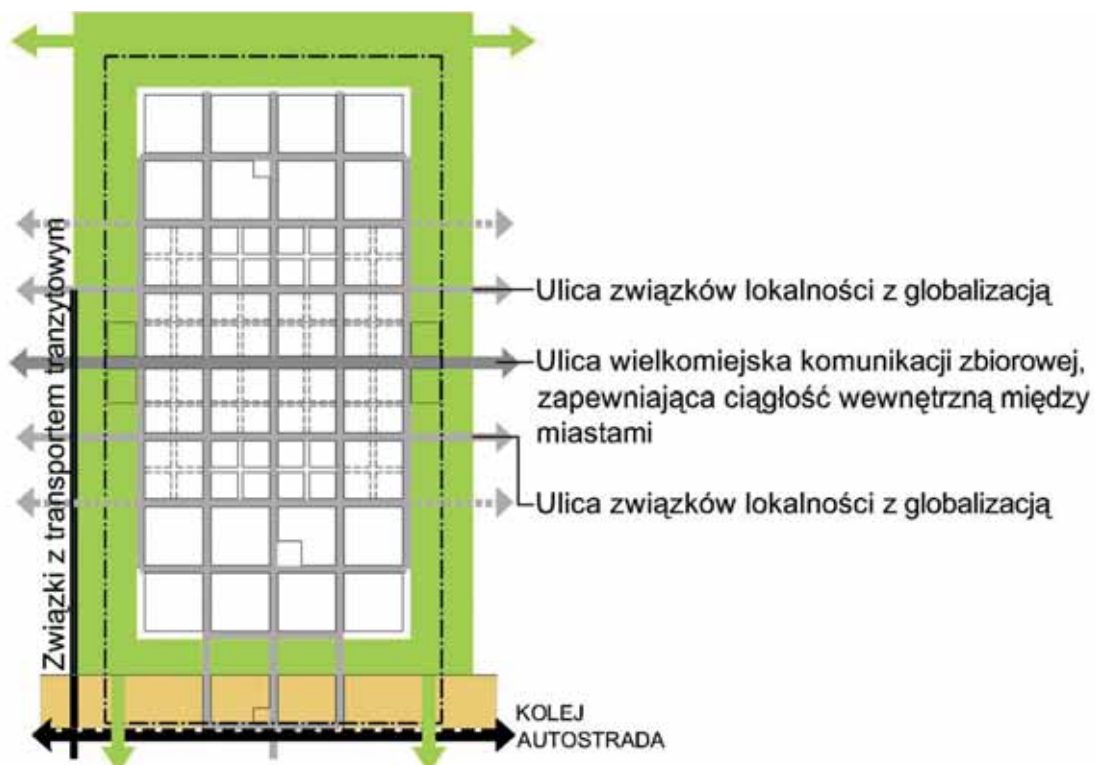 Związki z transportem tranzytowym
Ulica związków lokalności z globalizacją
Ulica wielkomiejska komunikacji zbiorowej,
zapewniająca ciągłość wewnętrzną między
miastami
Ulica związków lokalności z globalizacją
KOLEJ
AUTOSTRADA